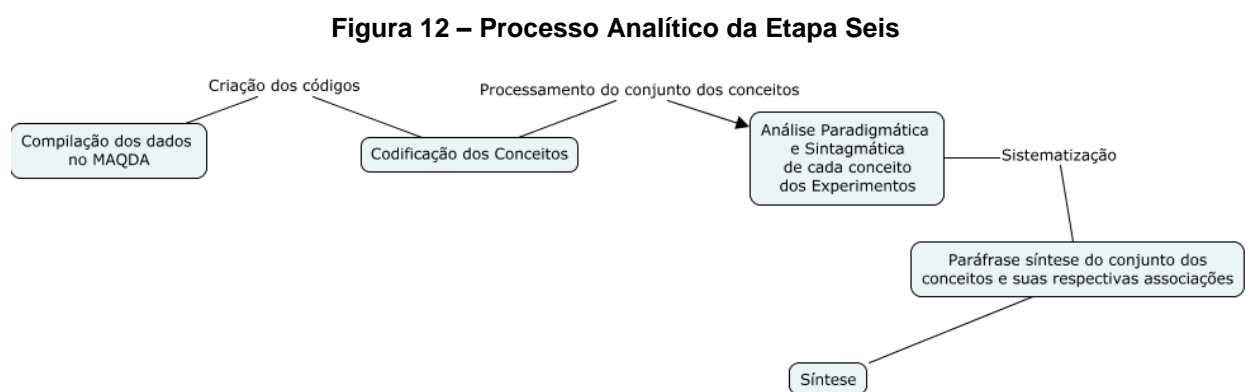 Figura 12 – Processo Analítico da Etapa Seis
Criação dos códigos
Processamento do conjunto dos conceitos
Compilação dos dados
no MAQDA
Codificação dos Conceitos
Análise Paradigmática
e Sintagmática
de cada conceito
dos Experimentos
Sistematização
Paráfrase síntese do conjunto dos
conceitos e suas respectivas associações
Síntese